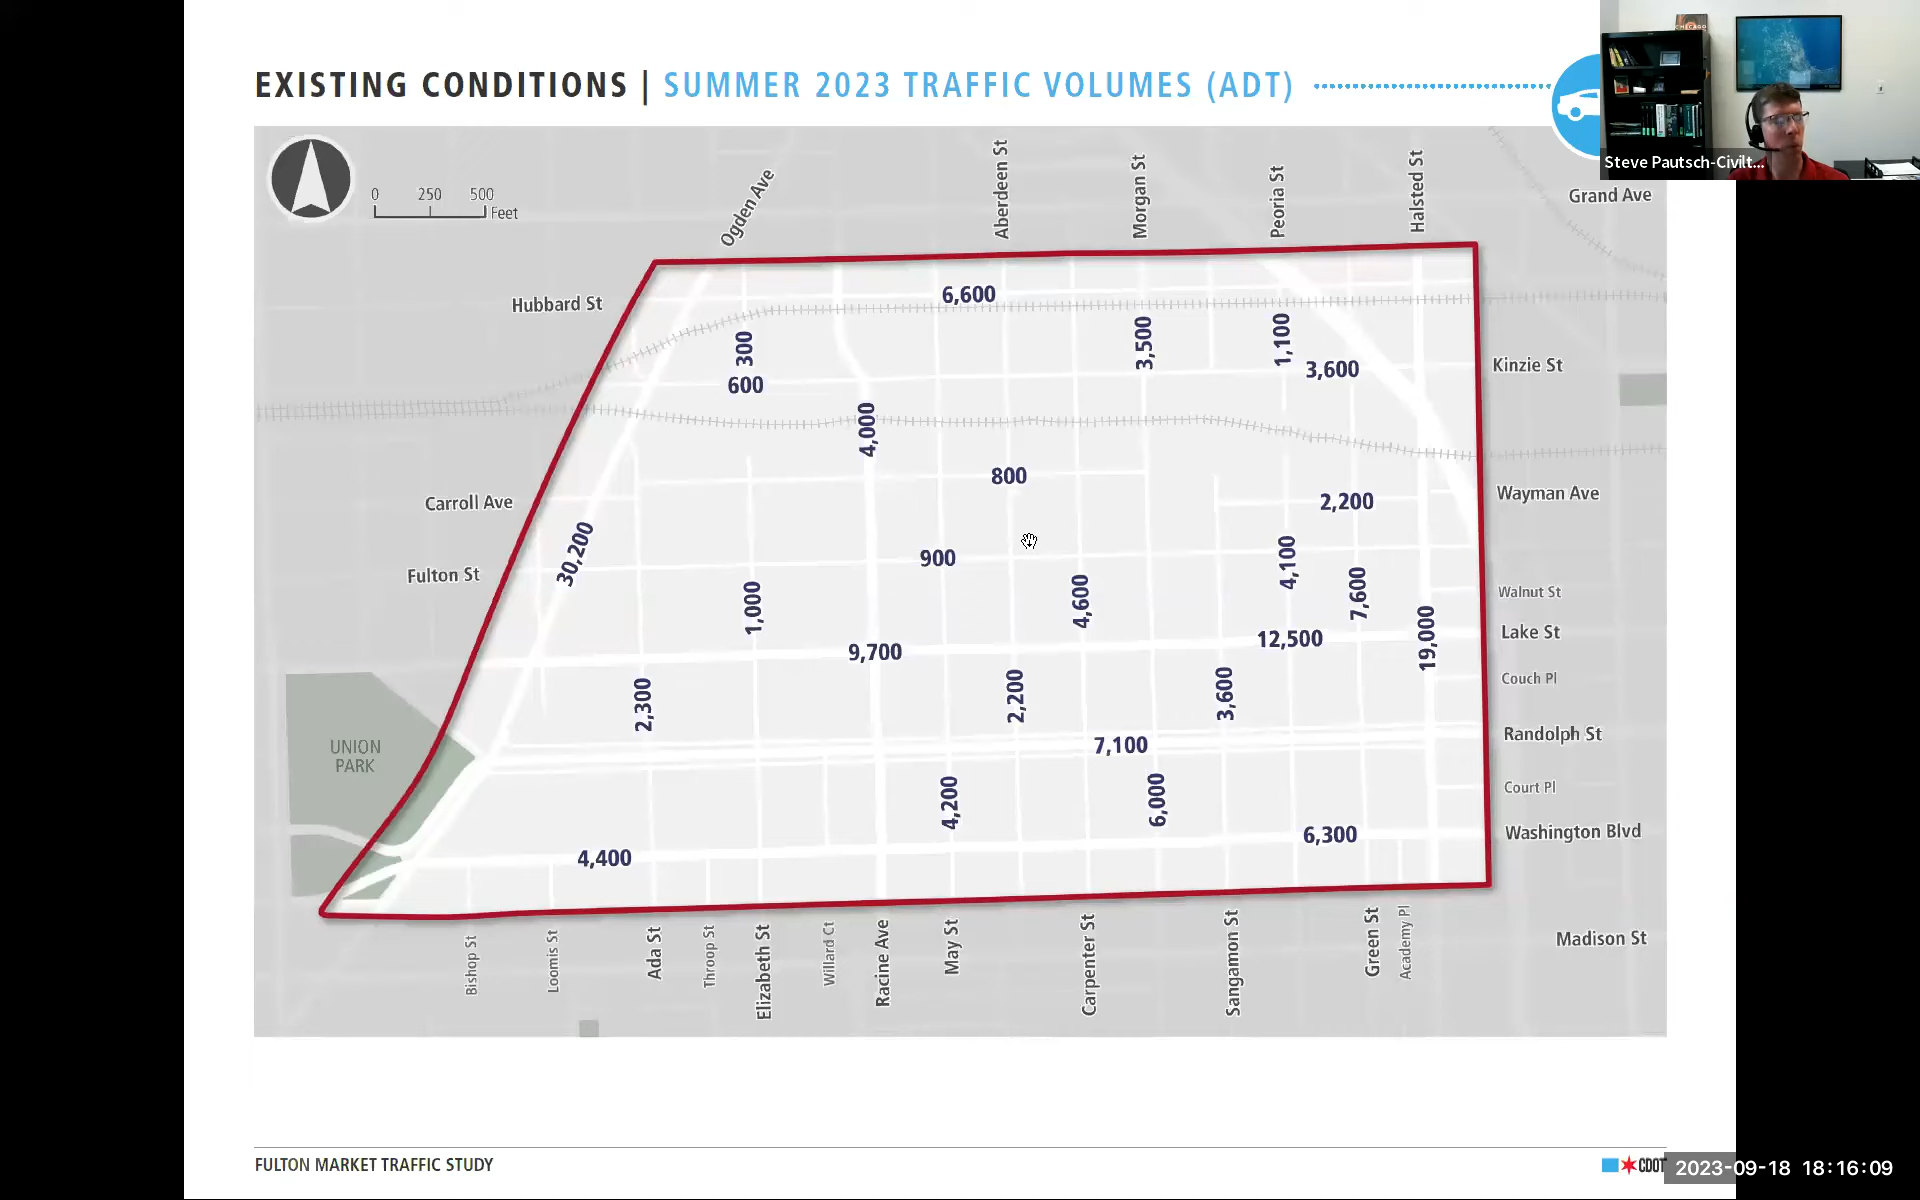 EXISTING CONDITIONS | SUMMER 2023 TRAFFIC VOLUMES (ADT)
CHICAGO
Steve Pautsch-Civilt...
0 250 500
Feet
Ogden Ave
Aberdeen St
Morgan St
Peoria St
Halsted St
Grand Ave
Hubbard St
6,600
300
3,500
1,100
600
3,600
Kinzie St
4,000
800
Carroll Ave
2,200
Wayman Ave
30,200
900
4,100
Fulton St
1,000
4,600
7,600
Walnut St
9,700
12,500
19,000
Lake St
2,300
2,200
3,600
Couch Pl
UNION
PARK
7,100
Randolph St
4,200
6,000
Court Pl
4,400
6,300
Washington Blvd
Bishop St
Loomis St
Ada St
Throop St
Elizabeth St
Willard Ct
Racine Ave
May St
Carpenter St
Sangamon St
Green St
Academy Pl
Madison St
FULTON MARKET TRAFFIC STUDY
CDOT
2023-09-18 18:16:09